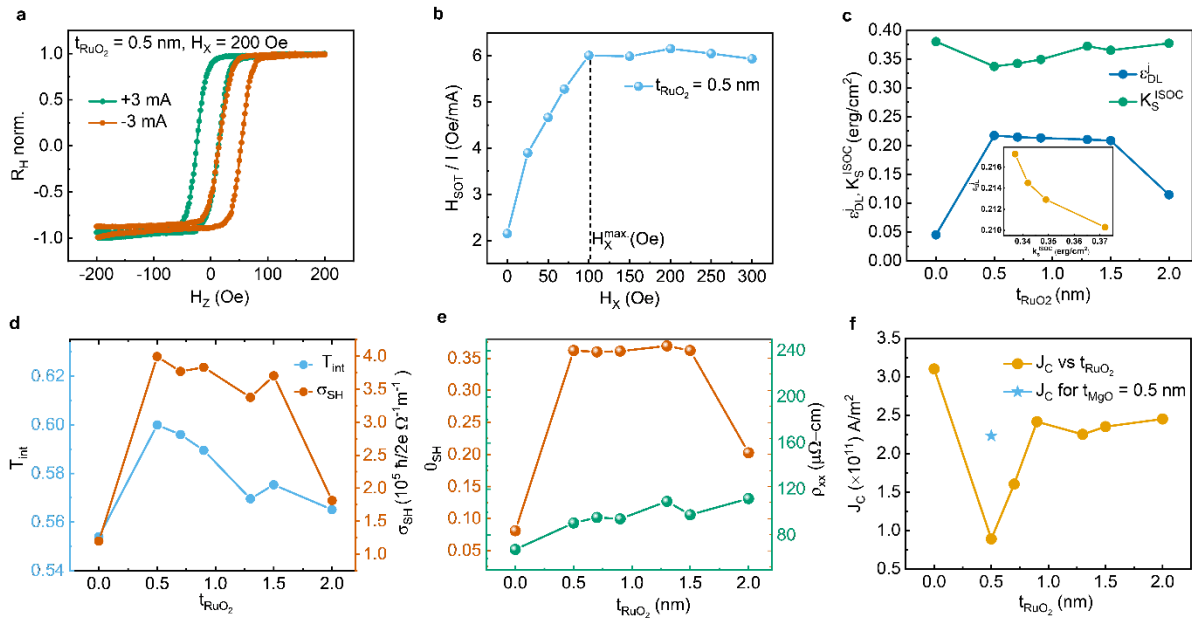 a
t_RuO₂ = 0.5 nm, H_X = 200 Oe
+3 mA
-3 mA
R_H norm.
1.0
0.5
0.0
-0.5
-1.0
-200 -100 0 100 200
H_Z (Oe)
b
t_RuO₂ = 0.5 nm
H_X^max. (Oe)
H_SOT / I (Oe/mA)
8
6
4
2
0 50 100 150 200 250 300
H_X (Oe)
c
ε_DL^j
K_S^ISOC
ε_DL^j, K_S^ISOC (erg/cm²)
0.40
0.35
0.30
0.25
0.20
0.15
0.10
0.05
0.00
0.216
0.214
0.212
0.210
0.34 0.35 0.36 0.37
k_s^ISOC (erg/cm²)
0.0 0.5 1.0 1.5 2.0
t_RuO2 (nm)
d
T_int
σ_SH
T_int
0.62
0.60
0.58
0.56
0.54
4.0
3.5
3.0
2.5
2.0
1.5
1.0
σ_SH (10⁵ ħ/2e Ω⁻¹m⁻¹)
0.0 0.5 1.0 1.5 2.0
t_RuO₂
e
θ_SH
0.35
0.30
0.25
0.20
0.15
0.10
0.05
240
200
160
120
80
ρ_xx (μΩ–cm)
0.0 0.5 1.0 1.5 2.0
t_RuO₂ (nm)
f
J_C vs t_RuO₂
J_C for t_MgO = 0.5 nm
J_C (×10¹¹) A/m²
3.5
3.0
2.5
2.0
1.5
1.0
0.5
0.0 0.5 1.0 1.5 2.0
t_RuO₂ (nm)